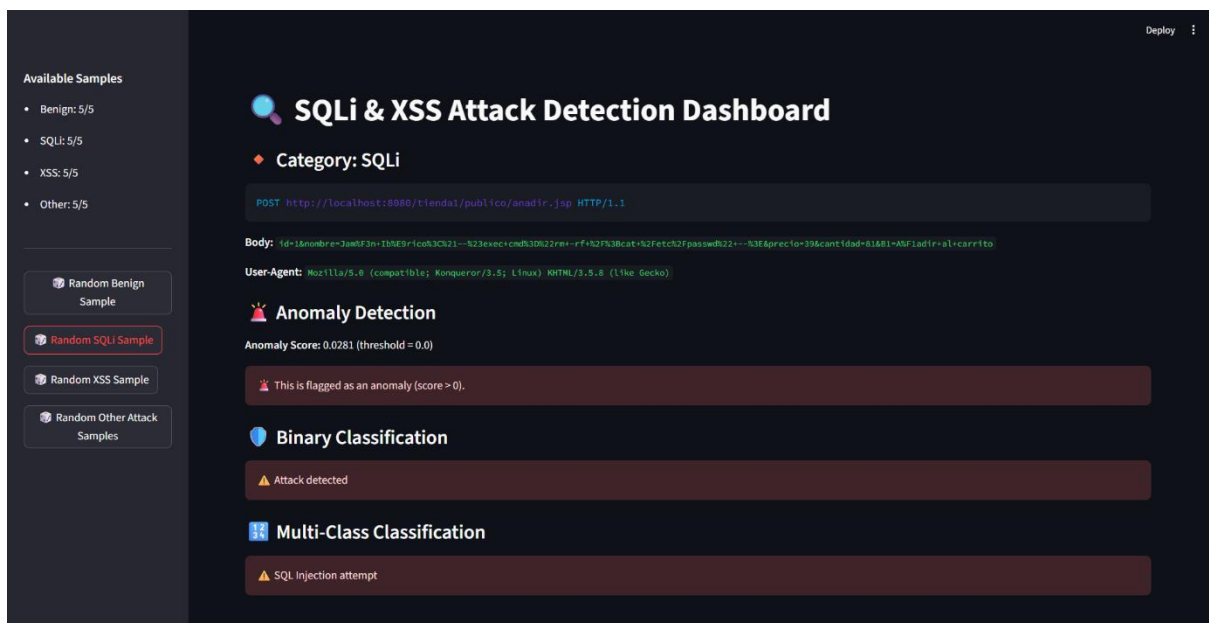 Deploy
Available Samples
Benign: 5/5
SQLi: 5/5
XSS: 5/5
Other: 5/5
Random Benign
Sample
Random SQLi Sample
Random XSS Sample
Random Other Attack
Samples
SQLi & XSS Attack Detection Dashboard
Category: SQLi
POST http://localhost:8080/tienda1/publico/anadir.jsp HTTP/1.1
Body: id=1&nombre=Jam%F3n+Ib%E9rico%3C%21--%23exec+cmd%3D%22rm+-rf+%2F%3Bcat+%2Fetc%2Fpasswd%22+--%3E&precio=39&cantidad=81&B1=A%F1adir+al+carrito
User-Agent: Mozilla/5.0 (compatible; Konqueror/3.5; Linux) KHTML/3.5.8 (like Gecko)
Anomaly Detection
Anomaly Score: 0.0281 (threshold = 0.0)
This is flagged as an anomaly (score > 0).
Binary Classification
Attack detected
1 2
3 4
Multi-Class Classification
SQL Injection attempt